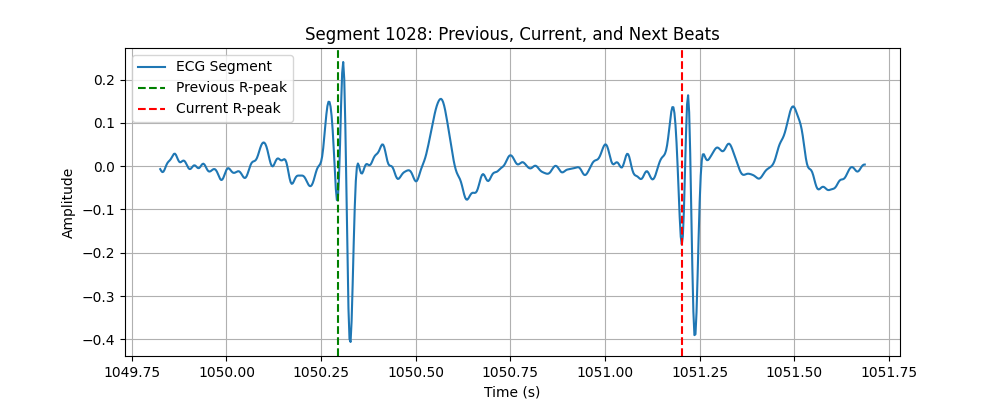 Segment 1028: Previous, Current, and Next Beats
ECG Segment
Previous R-peak
Current R-peak
0.2
0.1
0.0
−0.1
−0.2
−0.3
−0.4
Amplitude
1049.75 1050.00 1050.25 1050.50 1050.75 1051.00 1051.25 1051.50 1051.75
Time (s)